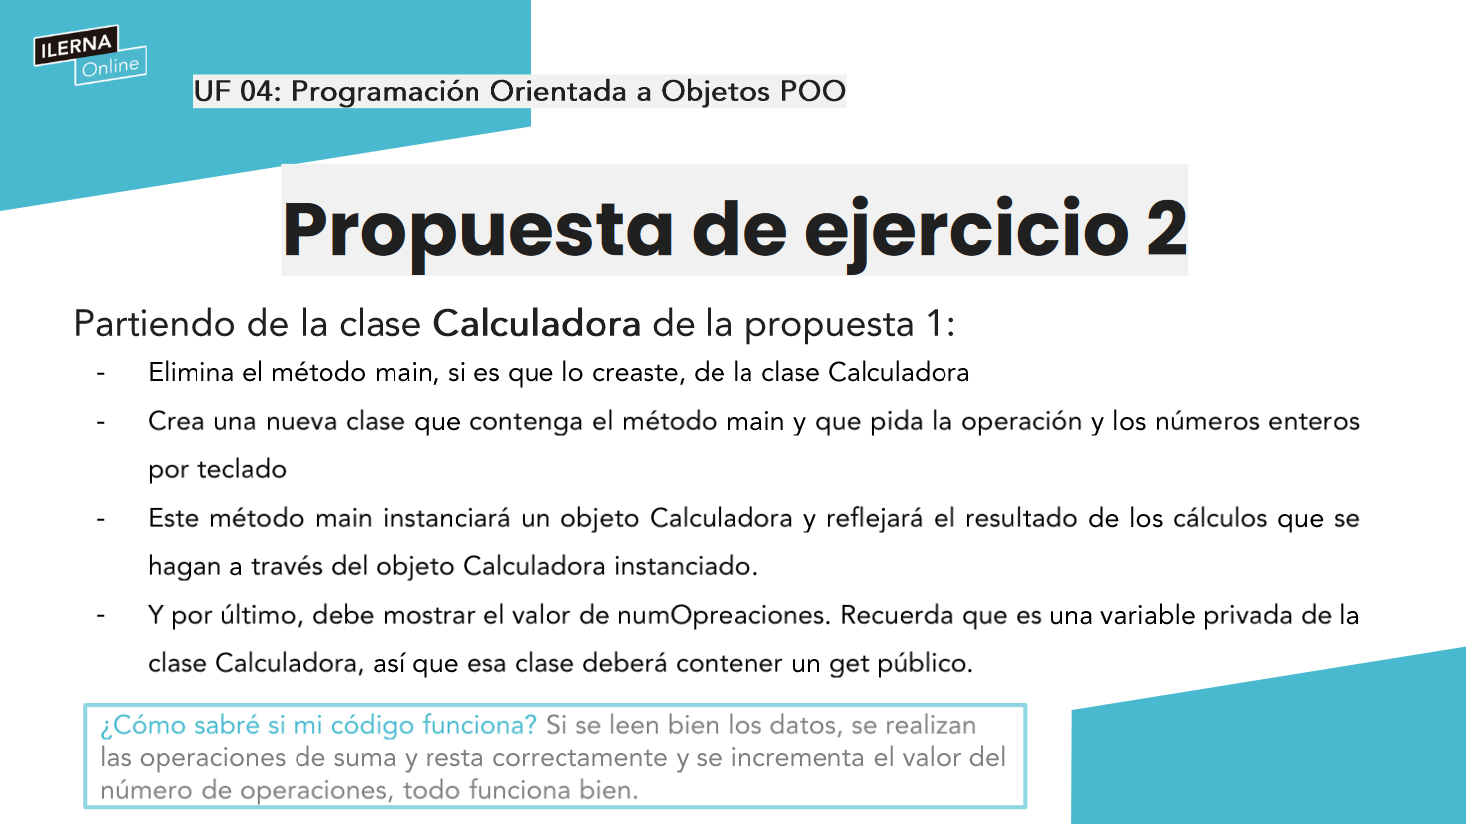 ILERNA
Online
UF 04: Programación Orientada a Objetos POO
Propuesta de ejercicio 2
Partiendo de la clase Calculadora de la propuesta 1:
- Elimina el método main, si es que lo creaste, de la clase Calculadora
- Crea una nueva clase que contenga el método main y que pida la operación y los números enteros
por teclado
- Este método main instanciará un objeto Calculadora y reflejará el resultado de los cálculos que se
hagan a través del objeto Calculadora instanciado.
- Y por último, debe mostrar el valor de numOpreaciones. Recuerda que es una variable privada de la
clase Calculadora, así que esa clase deberá contener un get público.
¿Cómo sabré si mi código funciona? Si se leen bien los datos, se realizan
las operaciones de suma y resta correctamente y se incrementa el valor del
número de operaciones, todo funciona bien.